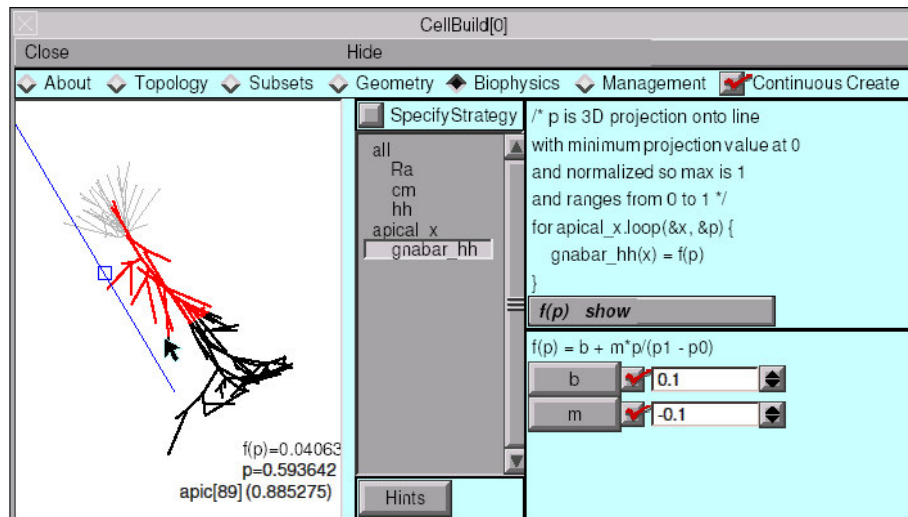 CellBuild[0]
Close Hide
About Topology Subsets Geometry Biophysics Management Continuous Create
SpecifyStrategy
all
Ra
cm
hh
apical_x
gnabar_hh
Hints
/* p is 3D projection onto line
with minimum projection value at 0
and normalized so max is 1
and ranges from 0 to 1 */
for apical_x.loop(&x, &p) {
gnabar_hh(x) = f(p)
}
f(p) show
f(p) = b + m*p/(p1 - p0)
b 0.1
m -0.1
f(p)=0.04063
p=0.593642
apic[89] (0.885275)